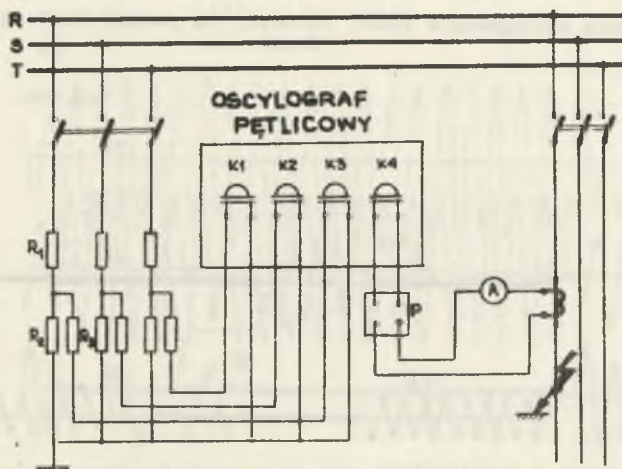 R
S
T
OSCYLOGRAF
PĘTLICOWY
K1 K2 K3 K4
R₁
A
P
R₂ R₃